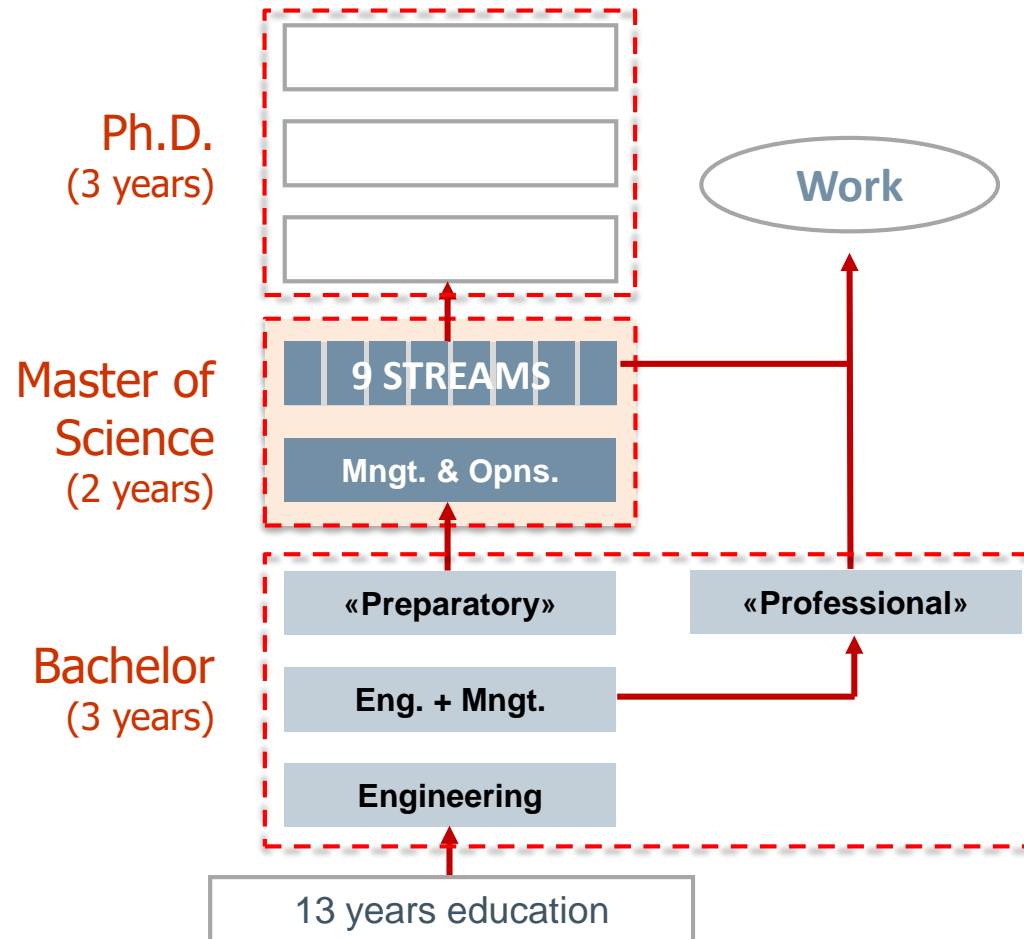 Ph.D.
(3 years)
Work
Master of
Science
(2 years)
9 STREAMS
Mngt. & Opns.
Bachelor
(3 years)
«Preparatory»
«Professional»
Eng. + Mngt.
Engineering
13 years education